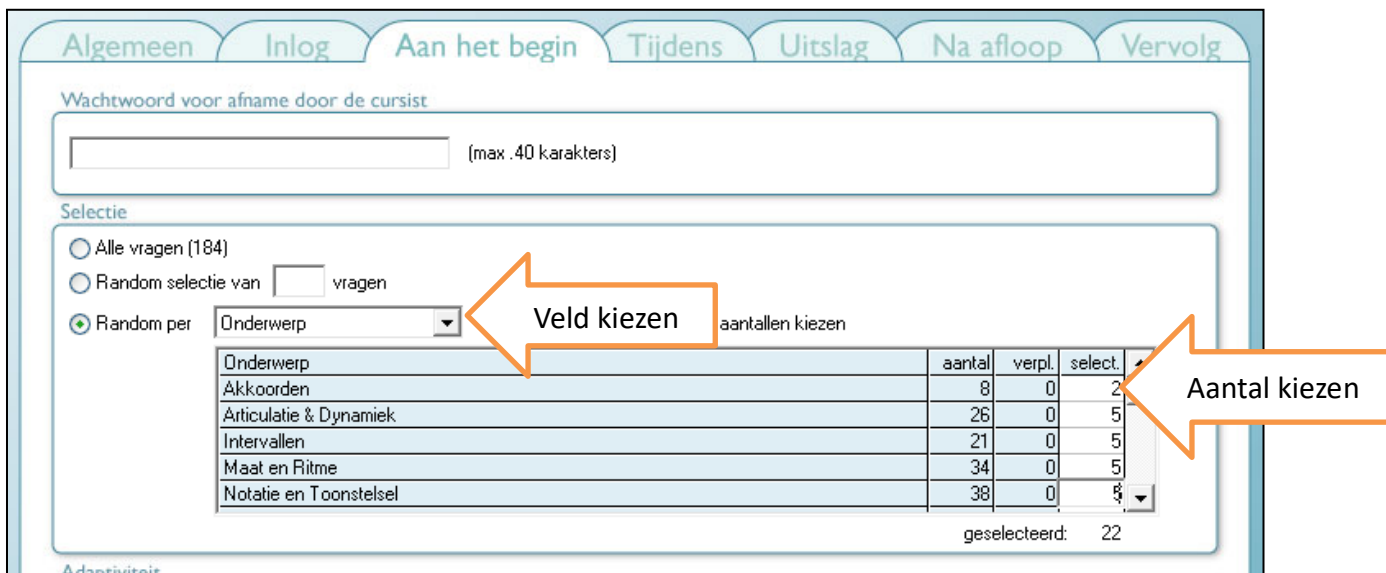 Algemeen Inlog Aan het begin Tijdens Uitslag Na afloop Vervolg
Wachtwoord voor afname door de cursist
(max .40 karakters)
Selectie
Alle vragen (184)
Random selectie van vragen
Random per Onderwerp Veld kiezen aantallen kiezen
Onderwerp aantal verpl. select.
Akkoorden 8 0 2 Aantal kiezen
Articulatie & Dynamiek 26 0 5
Intervallen 21 0 5
Maat en Ritme 34 0 5
Notatie en Toonstelsel 38 0 5
geselecteerd: 22
Adaptiviteit